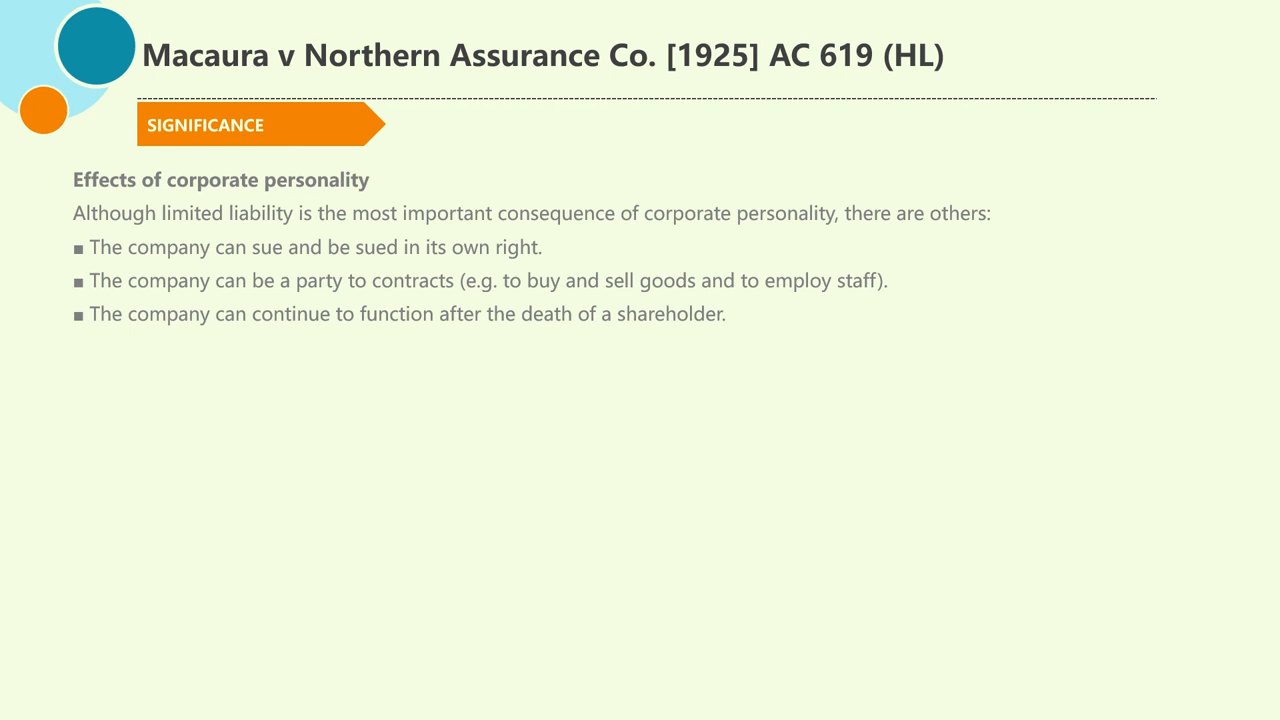 Macaura v Northern Assurance Co. [1925] AC 619 (HL)
SIGNIFICANCE
Effects of corporate personality
Although limited liability is the most important consequence of corporate personality, there are others:
■ The company can sue and be sued in its own right.
■ The company can be a party to contracts (e.g. to buy and sell goods and to employ staff).
■ The company can continue to function after the death of a shareholder.